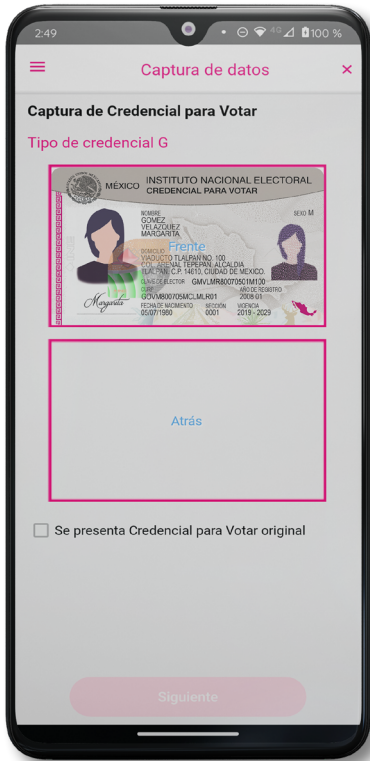 2:49
4G
100 %
Captura de datos
×
Captura de Credencial para Votar
Tipo de credencial G
MÉXICO
INSTITUTO NACIONAL ELECTORAL
CREDENCIAL PARA VOTAR
NOMBRE
GOMEZ
VELAZQUEZ
MARGARITA
SEXO M
DOMICILIO
VIADUCTO TLALPAN NO. 100
COL. ARENAL TEPEPAN, ALCALDIA
TLALPAN, C.P. 14610, CIUDAD DE MEXICO.
Frente
CLAVE DE ELECTOR GMVLMR80070501M100
CURP
GOVM800705MCLMLR01
AÑO DE REGISTRO
2008 01
FECHA DE NACIMIENTO
05/07/1980
SECCIÓN
0001
VIGENCIA
2019 - 2029
Margarita
Atrás
Se presenta Credencial para Votar original
Siguiente